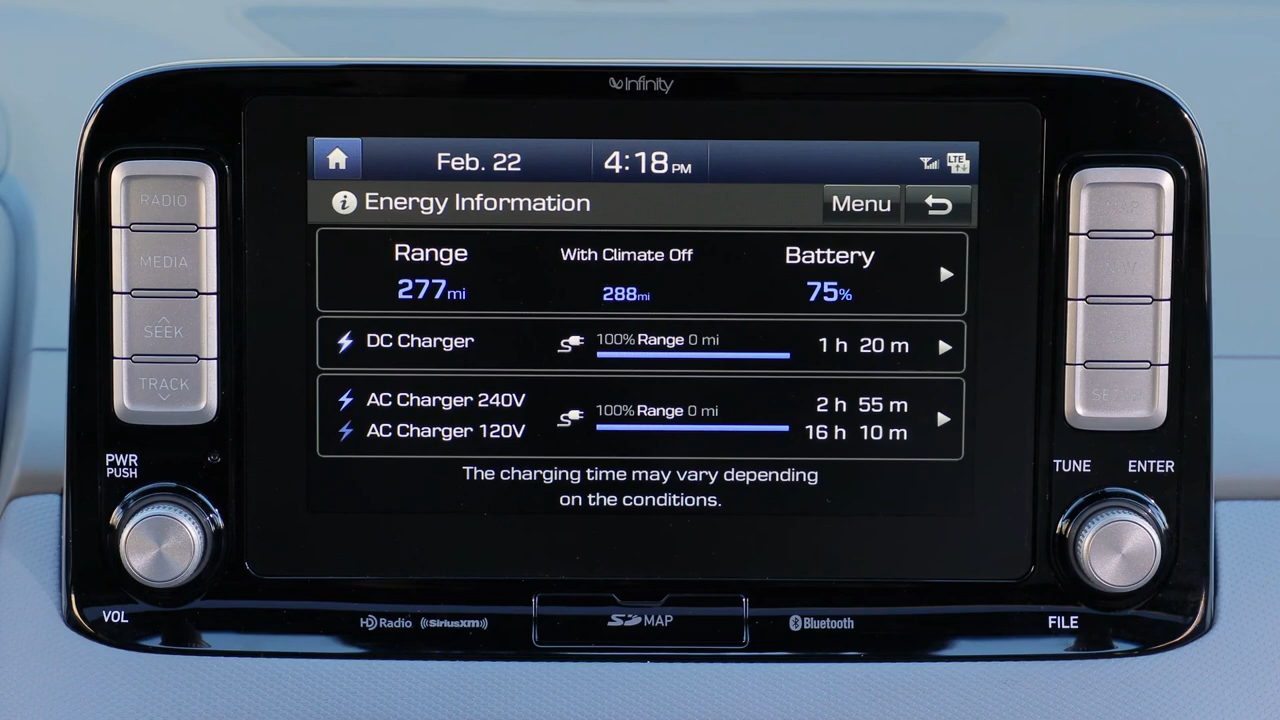 Infinity
Feb. 22 4:18 PM LTE
Energy Information Menu
Range With Climate Off Battery
277 mi 288 mi 75%
DC Charger 100% Range 0 mi 1 h 20 m
AC Charger 240V 100% Range 0 mi 2 h 55 m
AC Charger 120V 16 h 10 m
The charging time may vary depending
on the conditions.
RADIO
MEDIA
SEEK
TRACK
PWR
PUSH
VOL
TUNE ENTER
FILE
HD Radio ((SiriusXM)) SD MAP Bluetooth